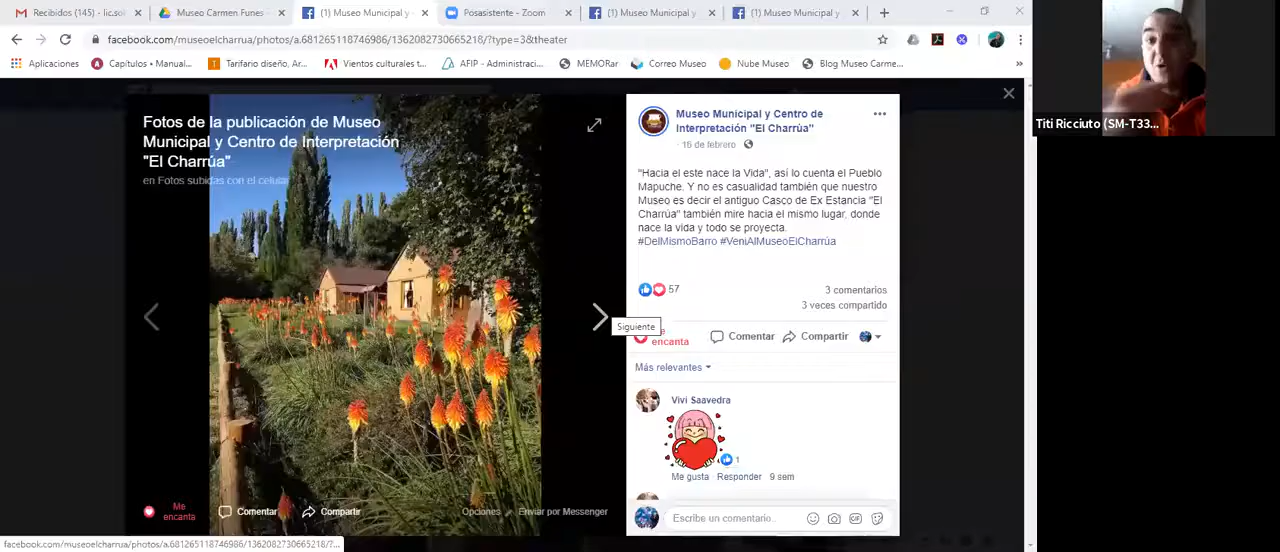 Recibidos (145) - lic.sol
Museo Carmen Funes -
(1) Museo Municipal y
Posasistente - Zoom
(1) Museo Municipal y
(1) Museo Municipal y
facebook.com/museoelcharrua/photos/a.681265118746986/1362082730665218/?type=3&theater
Aplicaciones
Capítulos • Manual...
Tarifario diseño, Ar...
Vientos culturales t...
AFIP - Administraci...
MEMORar
Correo Museo
Nube Museo
Blog Museo Carme...
»
Fotos de la publicación de Museo
Municipal y Centro de Interpretación
"El Charrúa"
en Fotos subidas con el celular
Me
encanta
Comentar
Compartir
Opciones
Enviar por Messenger
Museo Municipal y Centro de
Interpretación "El Charrúa"
· 15 de febrero ·
"Hacia el este nace la Vida", así lo cuenta el Pueblo
Mapuche. Y no es casualidad también que nuestro
Museo es decir el antiguo Casco de Ex Estancia "El
Charrúa" también mire hacia el mismo lugar, donde
nace la vida y todo se proyecta.
#DelMismoBarro #VeniAlMuseoElCharrúa
57
3 comentarios
3 veces compartido
Siguiente
encanta
Comentar
Compartir
Más relevantes
Vivi Saavedra
1
Me gusta Responder 9 sem
Escribe un comentario...
GIF
facebook.com/museoelcharrua/photos/a.681265118746986/1362082730665218/?...
Titi Ricciuto (SM-T33...